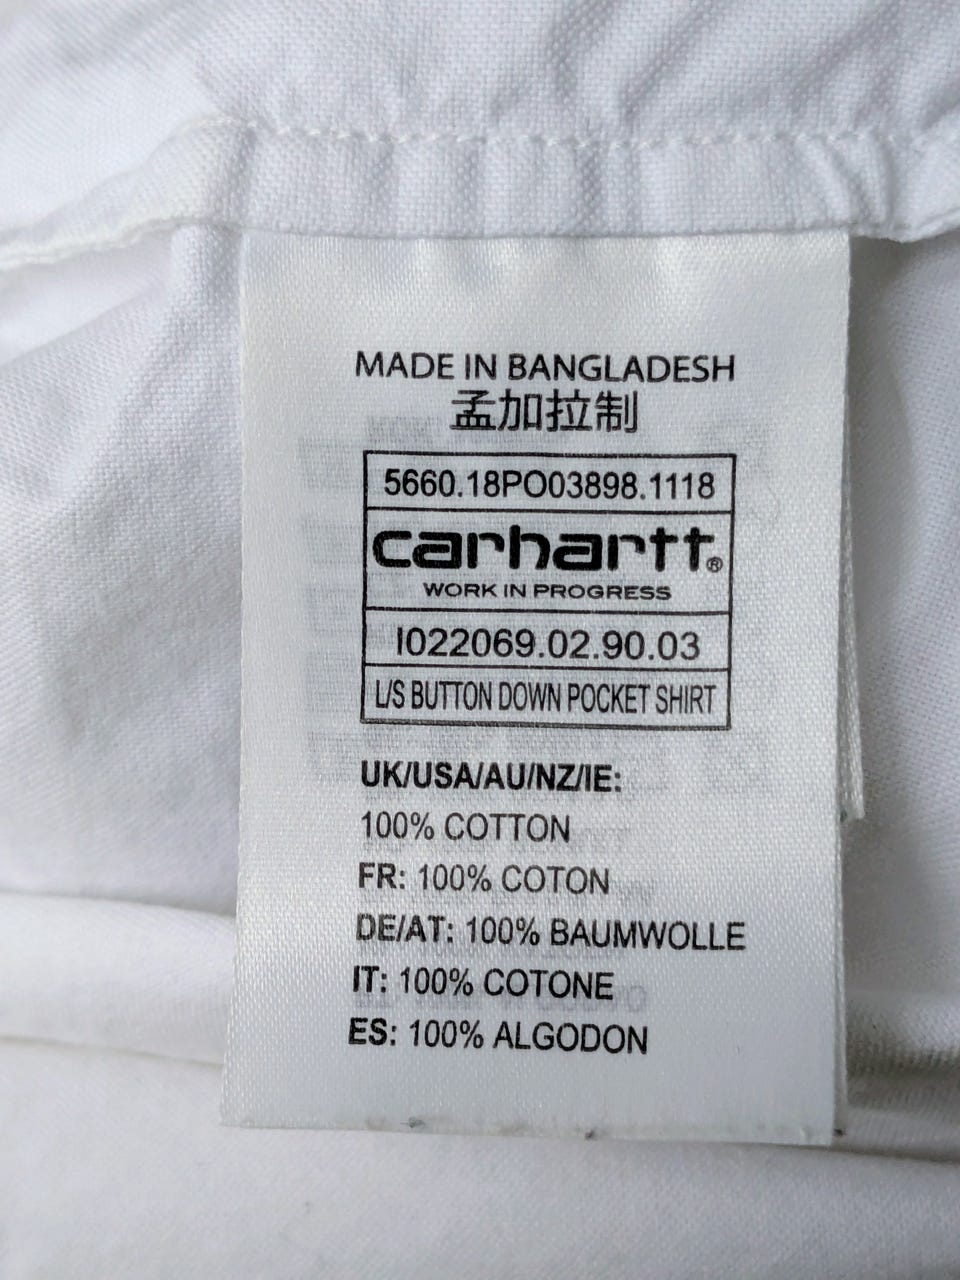 MADE IN BANGLADESH
孟加拉制
5660.18PO03898.1118
carhartt®
WORK IN PROGRESS
I022069.02.90.03
L/S BUTTON DOWN POCKET SHIRT
UK/USA/AU/NZ/IE:
100% COTTON
FR: 100% COTON
DE/AT: 100% BAUMWOLLE
IT: 100% COTONE
ES: 100% ALGODON